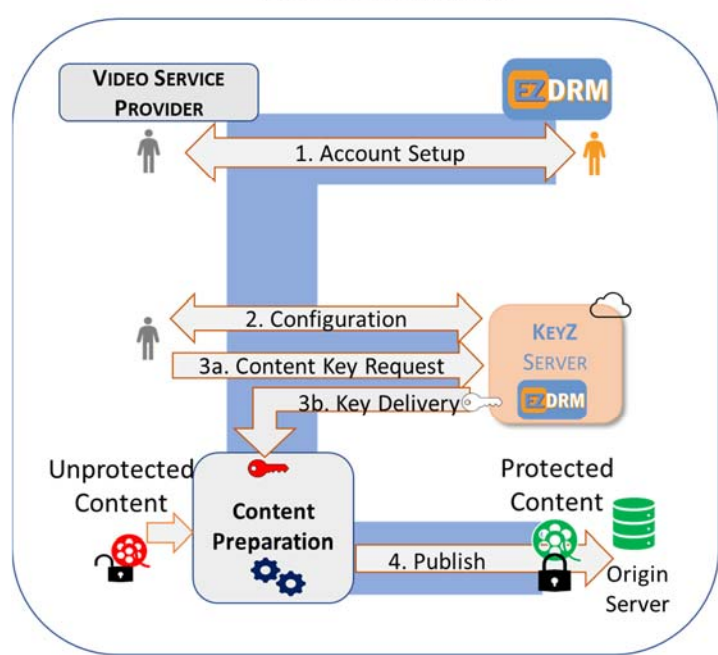 VIDEO SERVICE
PROVIDER
EZDRM
1. Account Setup
2. Configuration
KEYZ
SERVER
EZDRM
3a. Content Key Request
3b. Key Delivery
Unprotected
Content
Content
Preparation
Protected
Content
4. Publish
Origin
Server